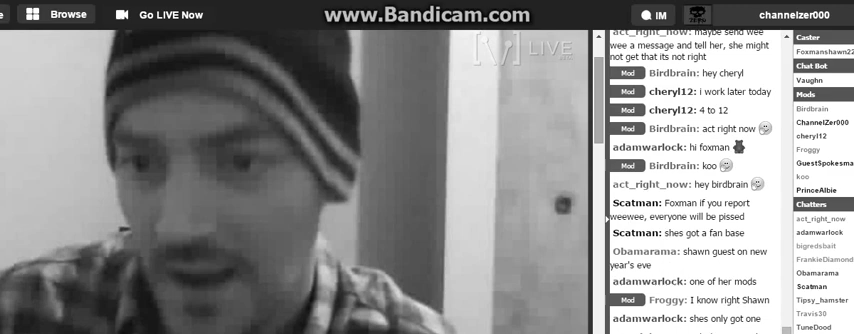 e Browse Go LIVE Now www.Bandicam.com IM channelzer000
[V] LIVE
act_right_now: maybe send wee
wee a message and tell her, she might
not get that its not right
Mod Birdbrain: hey cheryl
Mod cheryl12: i work later today
Mod cheryl12: 4 to 12
Mod Birdbrain: act right now
adamwarlock: hi foxman
Mod Birdbrain: koo
act_right_now: hey birdbrain
Scatman: Foxman if you report
weewee, everyone will be pissed
Scatman: shes got a fan base
Obamarama: shawn guest on new
year's eve
adamwarlock: one of her mods
Mod Froggy: I know right Shawn
adamwarlock: shes only got one
Caster
Foxmanshawn22
Chat Bot
Vaughn
Mods
Birdbrain
ChannelZer000
cheryl12
Froggy
GuestSpokesma
koo
PrinceAlbie
Chatters
act_right_now
adamwarlock
bigredsbait
FrankieDiamond
Obamarama
Scatman
Tipsy_hamster
Travis30
TuneDood